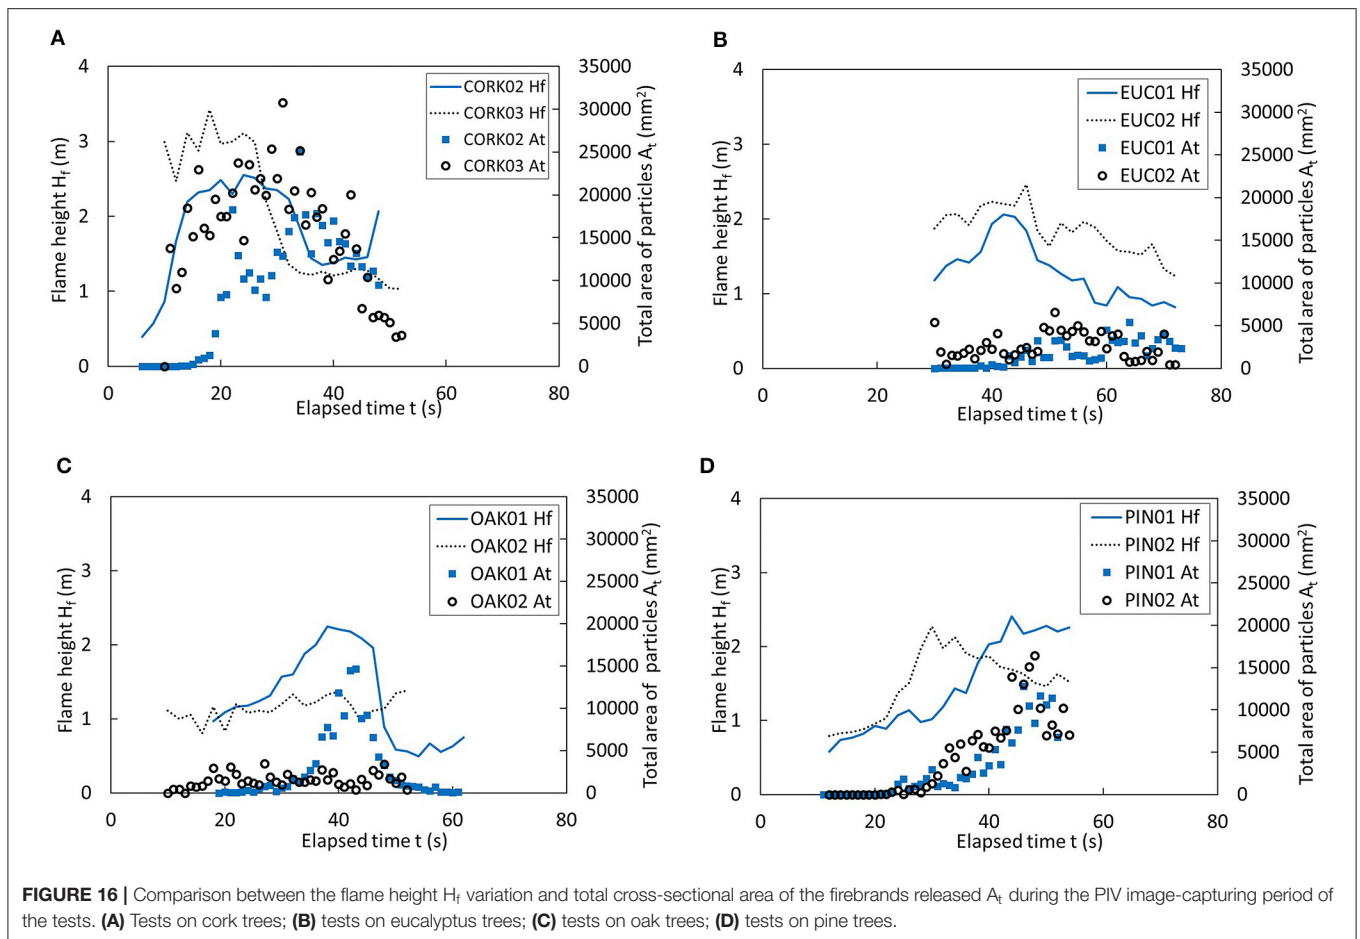 A
4
3
2
1
0
Flame height Hf (m)
35000
30000
25000
20000
15000
10000
5000
0
Total area of particles At (mm2)
CORK02 Hf
CORK03 Hf
CORK02 At
CORK03 At
0
20
40
60
80
Elapsed time t (s)
B
4
3
2
1
0
Flame height Hf (m)
35000
30000
25000
20000
15000
10000
5000
0
Total area of particles At (mm2)
EUC01 Hf
EUC02 Hf
EUC01 At
EUC02 At
0
20
40
60
80
Elapsed time t (s)
C
4
3
2
1
0
Flame height Hf (m)
35000
30000
25000
20000
15000
10000
5000
0
Total area of particles At (mm2)
OAK01 Hf
OAK02 Hf
OAK01 At
OAK02 At
0
20
40
60
80
Elapsed time t (s)
D
4
3
2
1
0
Flame height Hf (m)
35000
30000
25000
20000
15000
10000
5000
0
Total area of particles At (mm2)
PIN01 Hf
PIN02 Hf
PIN01 At
PIN02 At
0
20
40
60
80
Elapsed time t (s)
FIGURE 16 | Comparison between the flame height Hf variation and total cross-sectional area of the firebrands released At during the PIV image-capturing period of
the tests. (A) Tests on cork trees; (B) tests on eucalyptus trees; (C) tests on oak trees; (D) tests on pine trees.